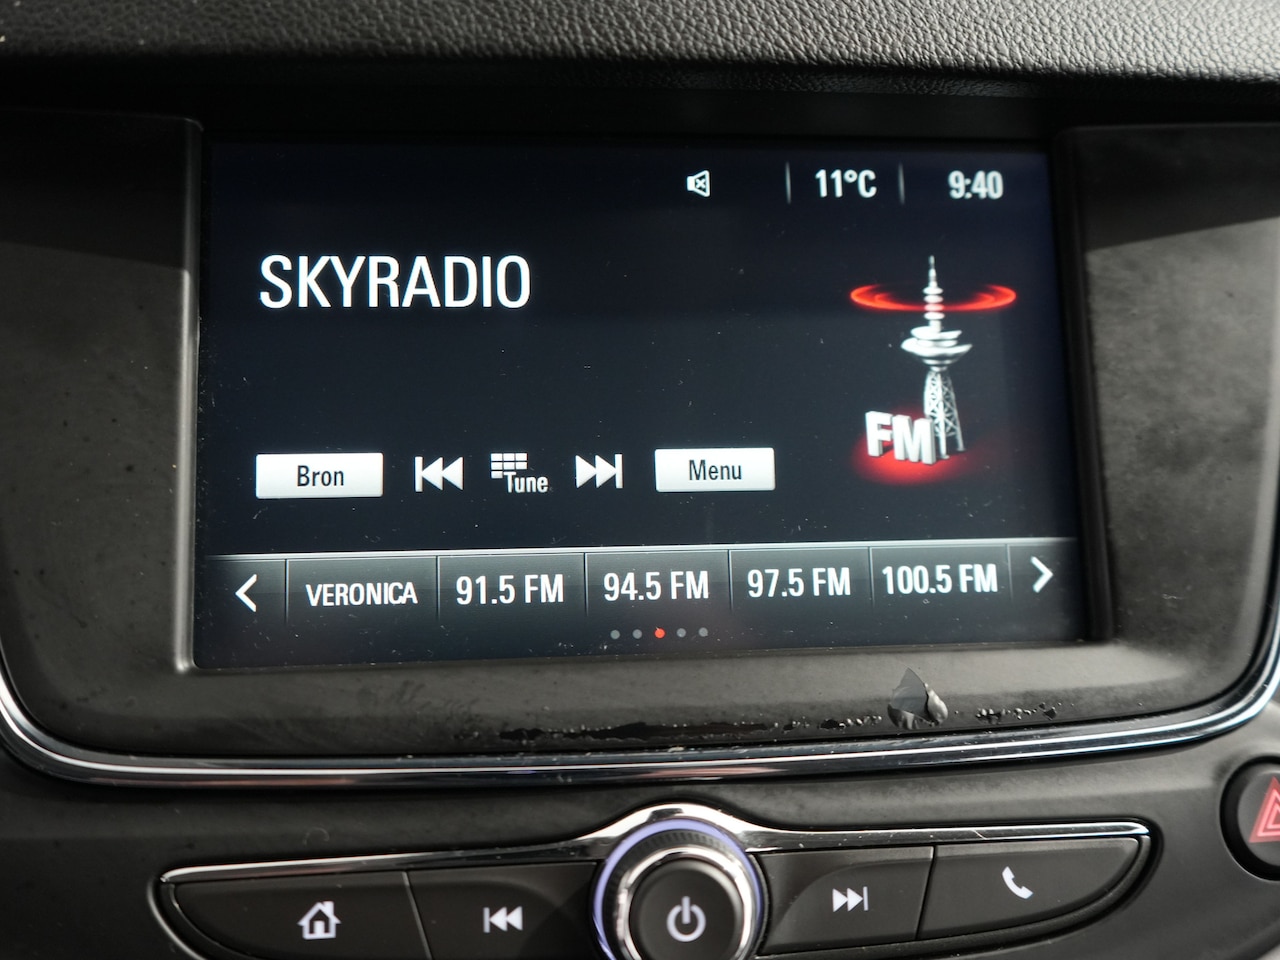 11°C 9:40
SKYRADIO
FM
Bron Tune Menu
VERONICA 91.5 FM 94.5 FM 97.5 FM 100.5 FM